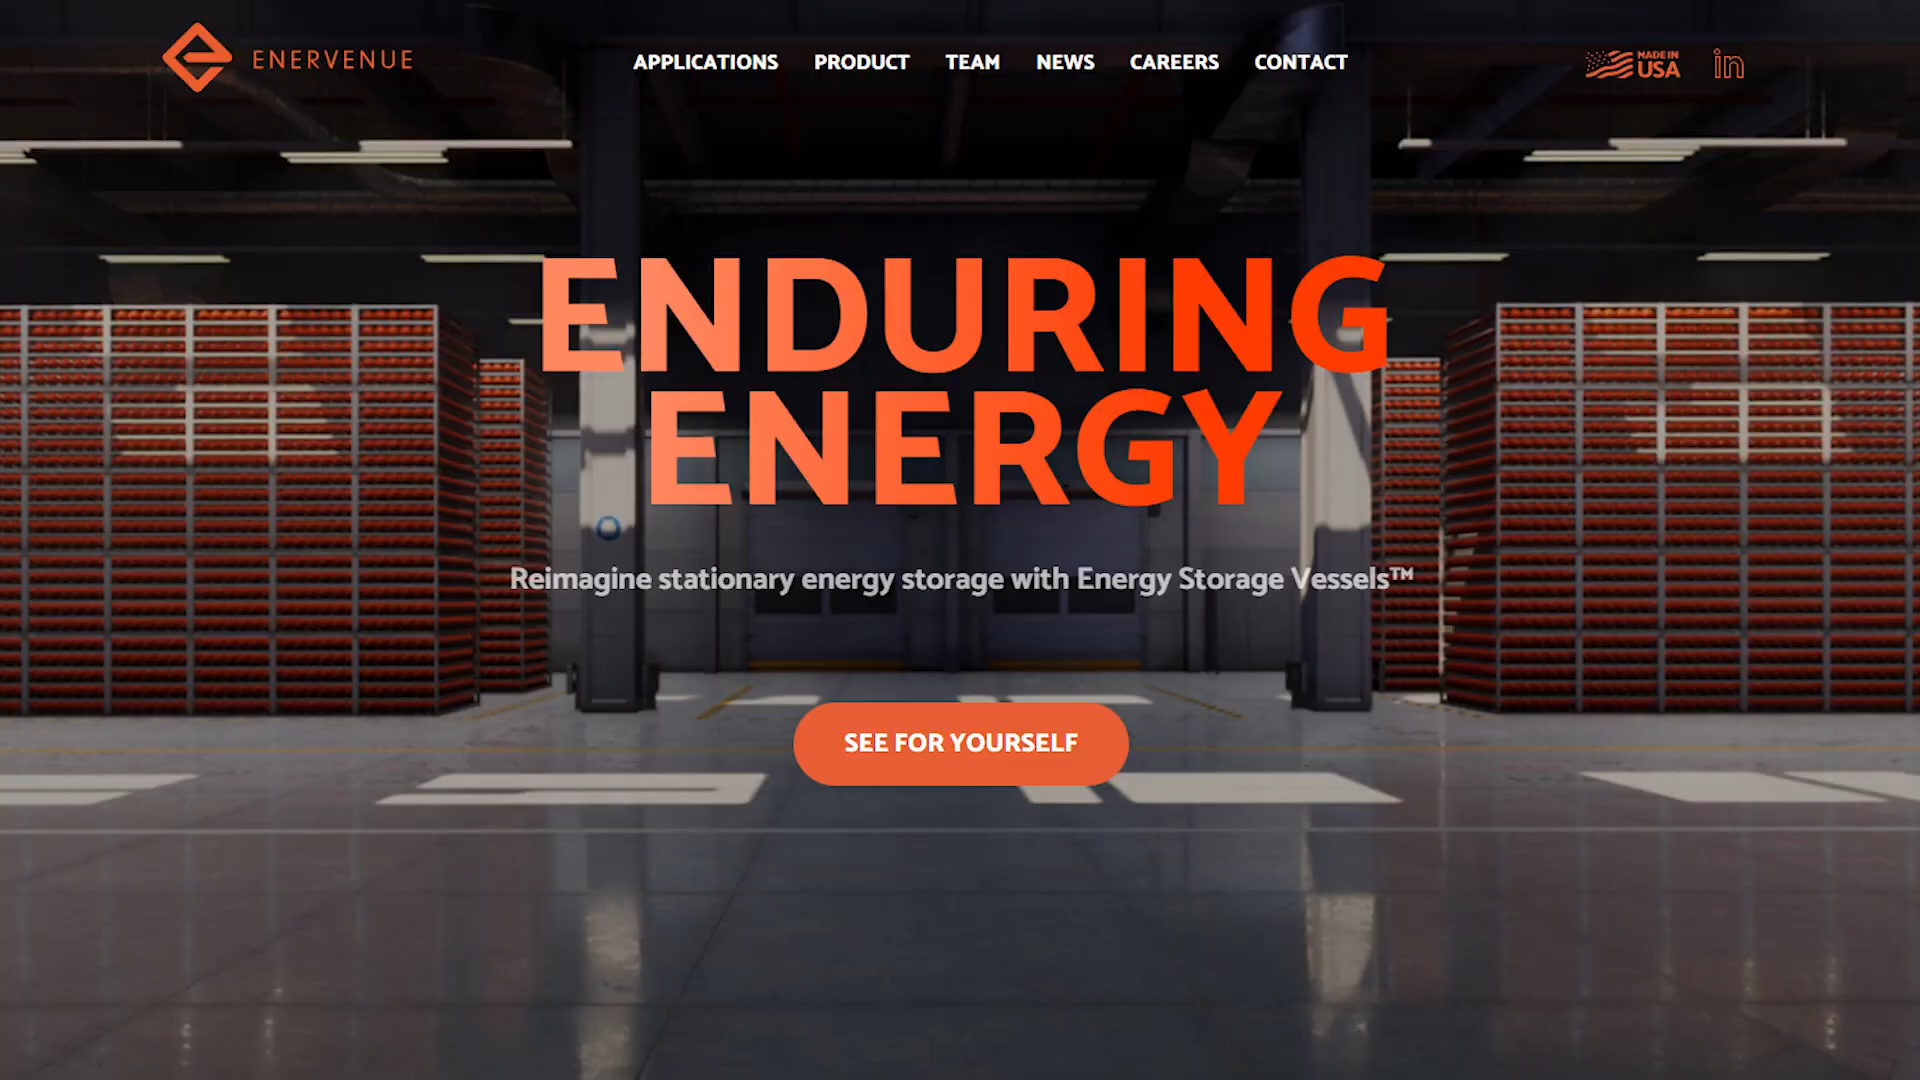 ENERVENUE
APPLICATIONS PRODUCT TEAM NEWS CAREERS CONTACT
MADE IN
USA
in
ENDURING
ENERGY
Reimagine stationary energy storage with Energy Storage Vessels™
SEE FOR YOURSELF